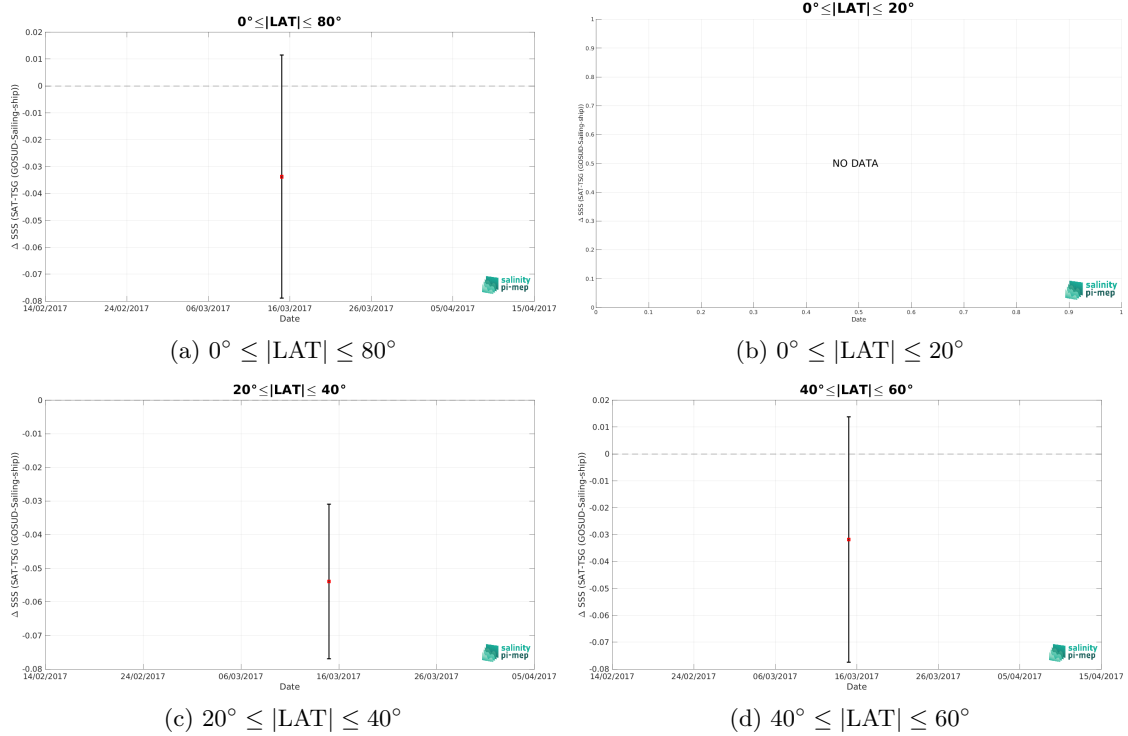 0°≤|LAT|≤ 80°
Δ SSS (SAT-TSG (GOSUD-Sailing-ship))
0.02
0
-0.01
-0.02
-0.03
-0.04
-0.05
-0.06
-0.07
-0.08
14/02/2017 24/02/2017 06/03/2017 16/03/2017 26/03/2017 05/04/2017 15/04/2017
Date
salinity
pi-mep
(a) 0° ≤ |LAT| ≤ 80°
0°≤|LAT|≤ 20°
Δ SSS (SAT-TSG (GOSUD-Sailing-ship))
1
0.9
0.8
0.7
0.6
0.5
0.4
0.3
0.2
0.1
0
NO DATA
0 0.1 0.2 0.3 0.4 0.5 0.6 0.7 0.8 0.9 1
Date
salinity
pi-mep
(b) 0° ≤ |LAT| ≤ 20°
20°≤|LAT|≤ 40°
Δ SSS (SAT-TSG (GOSUD-Sailing-ship))
0
-0.01
-0.03
-0.04
-0.05
-0.06
-0.07
-0.08
14/02/2017 24/02/2017 06/03/2017 16/03/2017 26/03/2017 05/04/2017
Date
salinity
pi-mep
(c) 20° ≤ |LAT| ≤ 40°
40°≤|LAT|≤ 60°
Δ SSS (SAT-TSG (GOSUD-Sailing-ship))
0.02
0.01
0
-0.01
-0.02
-0.03
-0.04
-0.05
-0.06
-0.07
-0.08
14/02/2017 24/02/2017 06/03/2017 16/03/2017 26/03/2017 05/04/2017 15/04/2017
Date
salinity
pi-mep
(d) 40° ≤ |LAT| ≤ 60°